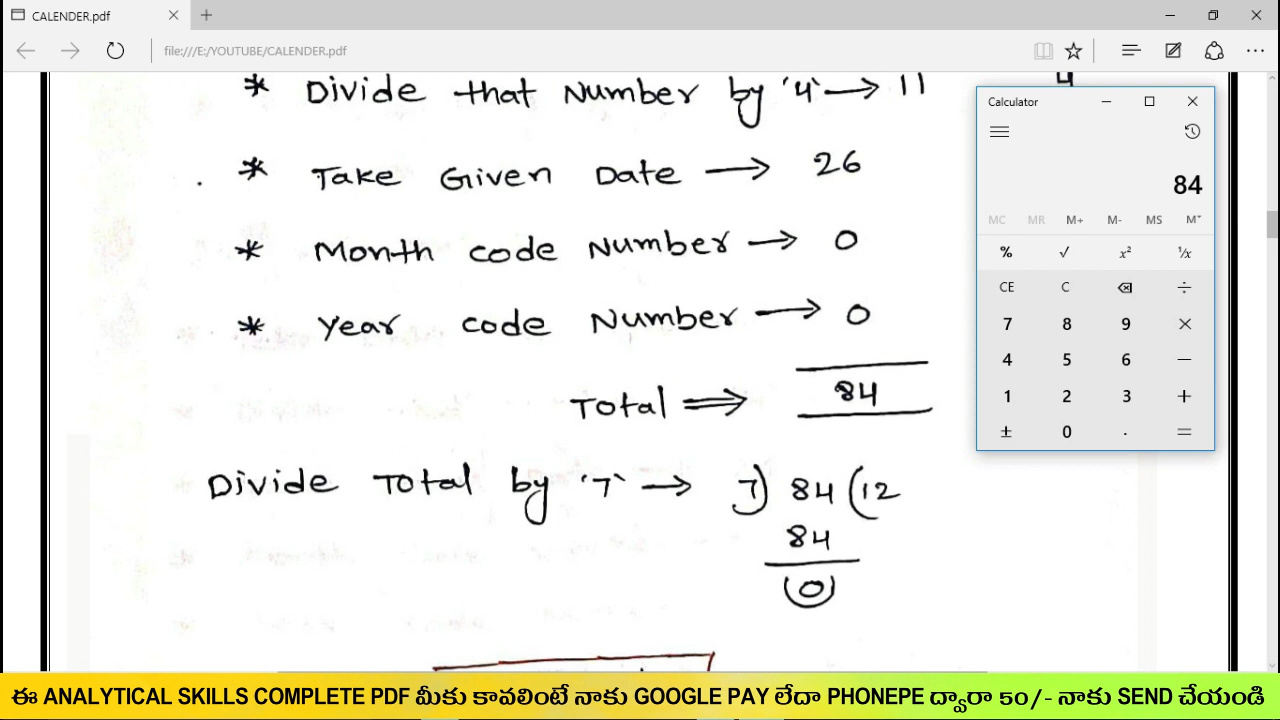 CALENDER.pdf
file:///E:/YOUTUBE/CALENDER.pdf
* Divide that Number by '4' → 11
4
* Take Given Date → 26
* Month code Number → 0
* Year code Number → 0
Total ⇒ 84
Divide Total by '7' → 7) 84 (12
84
(0)
Calculator
84
MC MR M+ M- MS M˅
% √ x² ¹/x
CE C ⌫ ÷
7 8 9 ×
4 5 6 −
1 2 3 +
± 0 . =
ఈ ANALYTICAL SKILLS COMPLETE PDF మీకు కావలింటే నాకు GOOGLE PAY లేదా PHONEPE ద్వారా 50/- నాకు SEND చేయండి